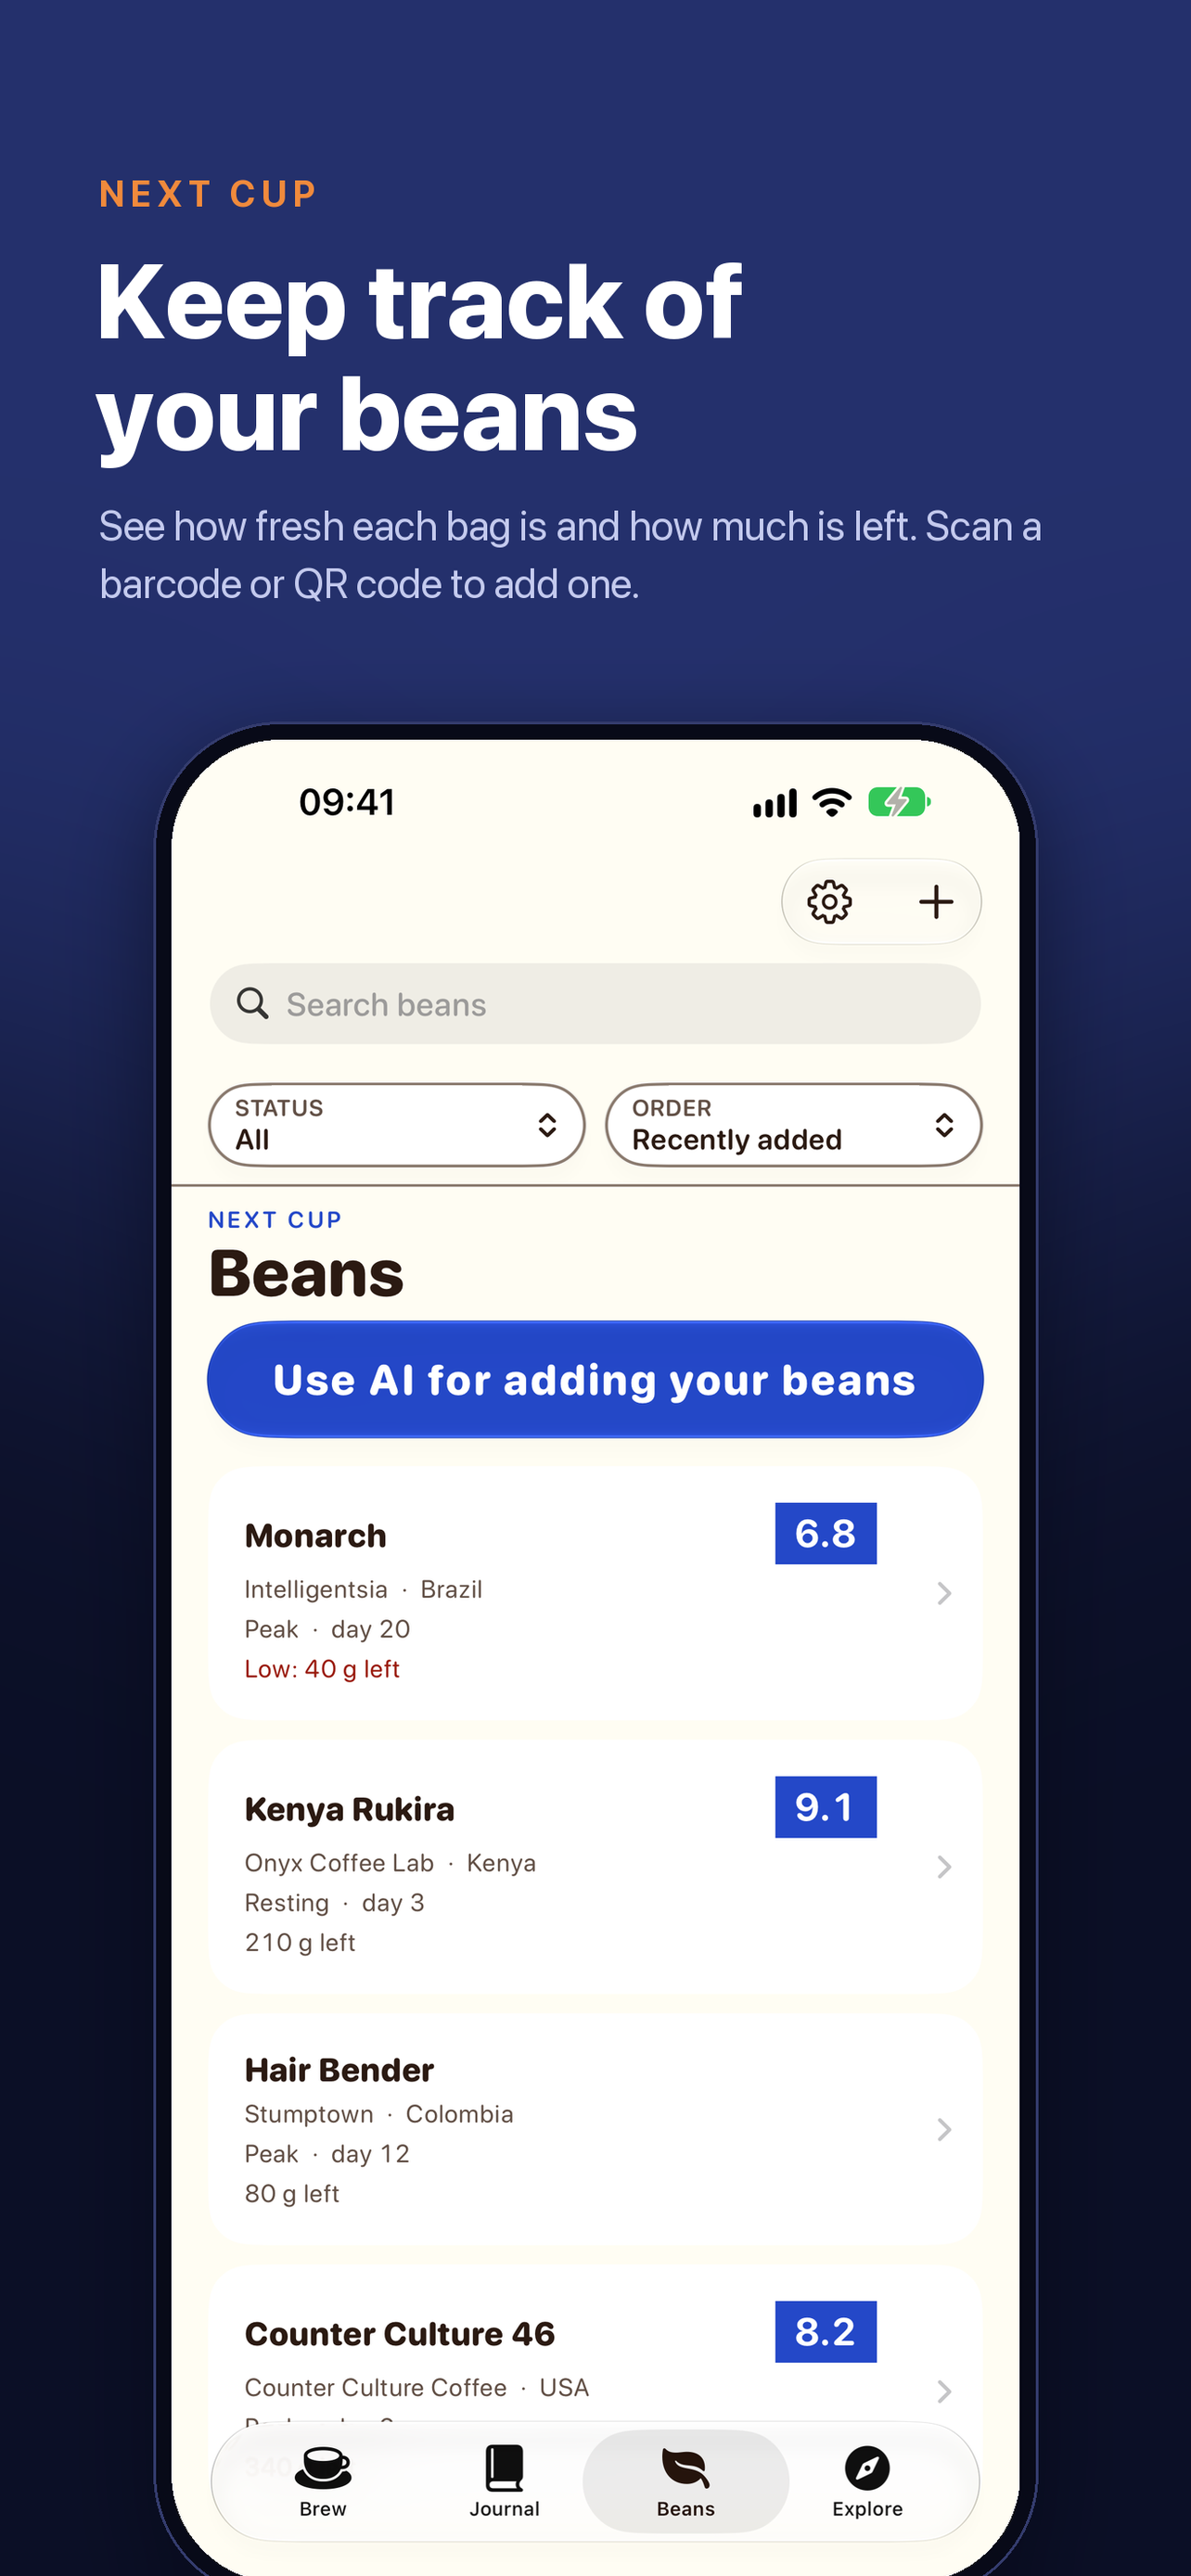 NEXT CUP
Keep track of
your beans
See how fresh each bag is and how much is left. Scan a
barcode or QR code to add one.
09:41
Search beans
STATUS
All
ORDER
Recently added
NEXT CUP
Beans
Use AI for adding your beans
Monarch
6.8
Intelligentsia · Brazil
Peak · day 20
Low: 40 g left
Kenya Rukira
9.1
Onyx Coffee Lab · Kenya
Resting · day 3
210 g left
Hair Bender
Stumptown · Colombia
Peak · day 12
80 g left
Counter Culture 46
8.2
Counter Culture Coffee · USA
340
Brew
Journal
Beans
Explore